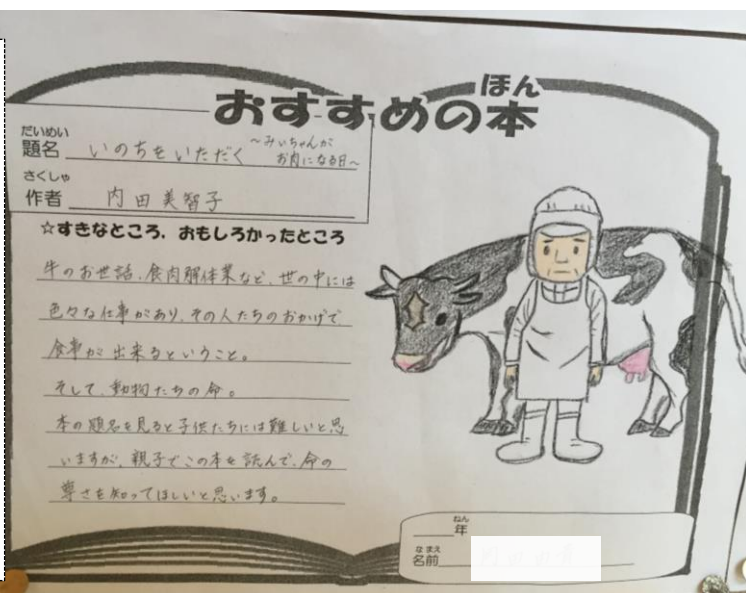 ほん
おすすめの本
だいめい
題名 いのちをいただく ~みぃちゃんが
お肉になる日~
さくしゃ
作者 内田美智子
☆すきなところ、おもしろかったところ
牛のお世話、食肉解体業など、世の中には
色々な仕事があり、その人たちのおかげで
食事が出来るということ。
そして、動物たちの命。
本の題名を見ると子供たちには難しいと思
いますが、親子でこの本を読んで、命の
尊さを知ってほしいと思います。
ねん
年
なまえ
名前